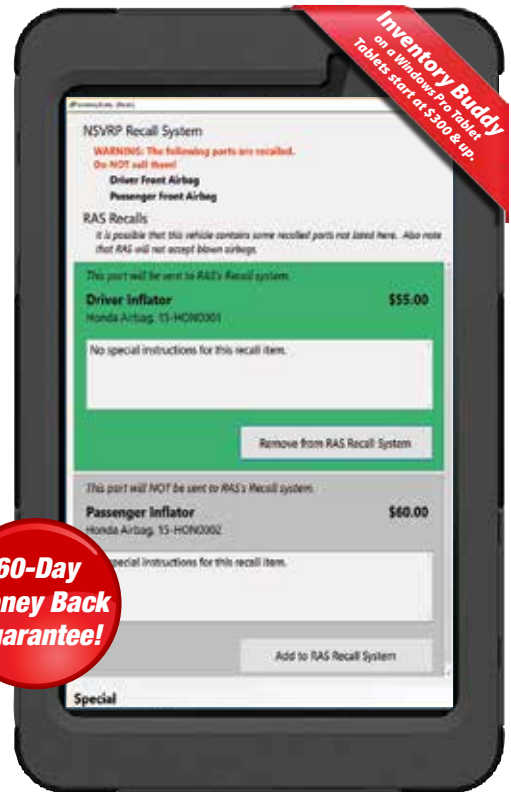 Inventory Buddy
on a Windows Pro Tablet
Tablets start at $300 & up.
NSVRP Recall System
WARNING: The following parts are recalled.
Do NOT sell them!
Driver Front Airbag
Passenger Front Airbag
RAS Recalls
It is possible that this vehicle contains some recalled parts not listed here. Also note
that RAS will not accept blown airbags.
This part will be sent to RAS's Recall system.
Driver Inflator $55.00
Honda Airbag, 15-HON0001
No special instructions for this recall item.
Remove from RAS Recall System
This part will NOT be sent to RAS's Recall system.
Passenger Inflator $60.00
Honda Airbag, 15-HON0002
special instructions for this recall item.
Add to RAS Recall System
Special
60-Day
ney Back
uarantee!